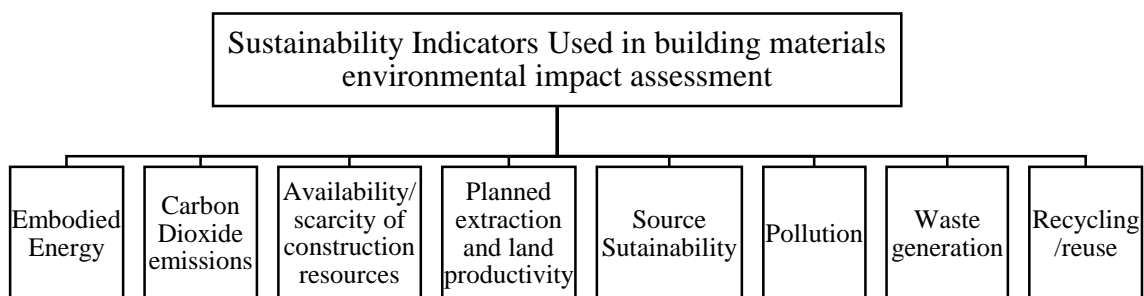 Sustainability Indicators Used in building materials
environmental impact assessment
Embodied
Energy
Carbon
Dioxide
emissions
Availability/
scarcity of
construction
resources
Planned
extraction
and land
productivity
Source
Sutainability
Pollution
Waste
generation
Recycling
/reuse